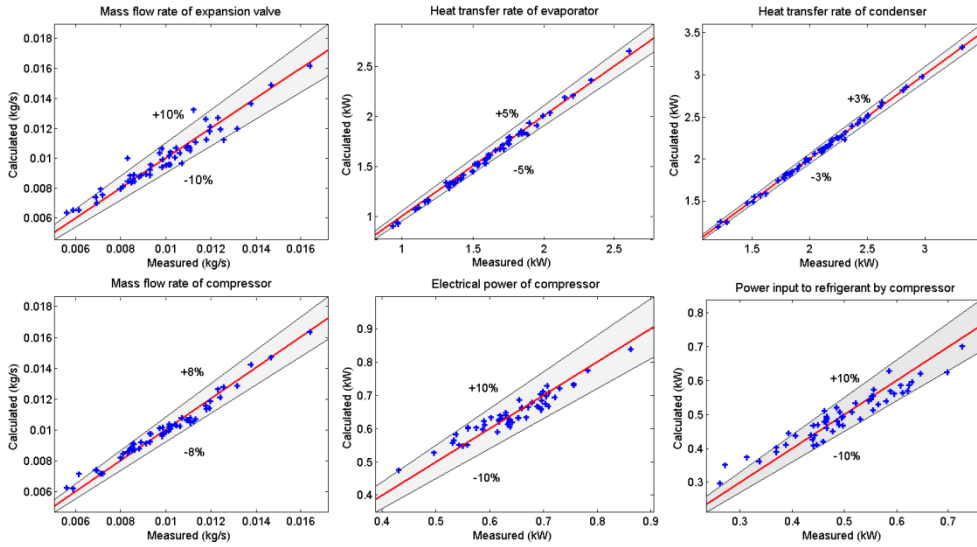 Mass flow rate of expansion valve
0.018
0.016
0.014
0.012
0.01
0.008
0.006
Calculated (kg/s)
+10%
-10%
0.006 0.008 0.01 0.012 0.014 0.016
Measured (kg/s)
Heat transfer rate of evaporator
2.5
2
1.5
1
Calculated (kW)
+5%
-5%
1 1.5 2 2.5
Measured (kW)
Heat transfer rate of condenser
3.5
3
2.5
2
1.5
Calculated (kW)
+3%
-3%
1.5 2 2.5 3
Measured (kW)
Mass flow rate of compressor
0.018
0.016
0.014
0.012
0.01
0.008
0.006
Calculated (kg/s)
+8%
-8%
0.006 0.008 0.01 0.012 0.014 0.016
Measured (kg/s)
Electrical power of compressor
0.9
0.8
0.7
0.6
0.5
0.4
Calculated (kW)
+10%
-10%
0.4 0.5 0.6 0.7 0.8 0.9
Measured (kW)
Power input to refrigerant by compressor
0.8
0.7
0.6
0.5
0.4
0.3
Calculated (kW)
+10%
-10%
0.3 0.4 0.5 0.6 0.7
Measured (kW)